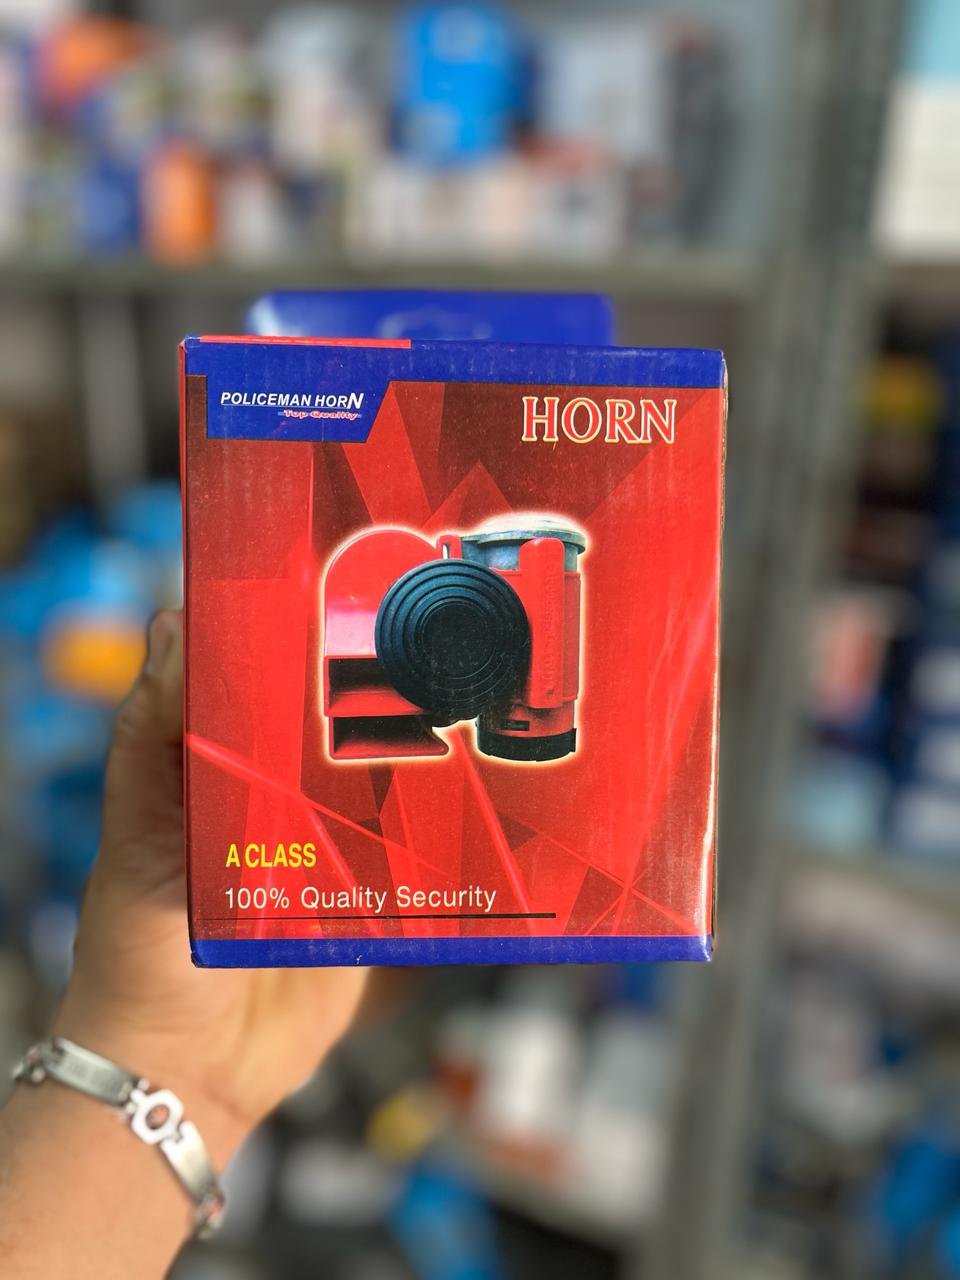 POLICEMAN HORN
Top Quality
HORN
A CLASS
100% Quality Security